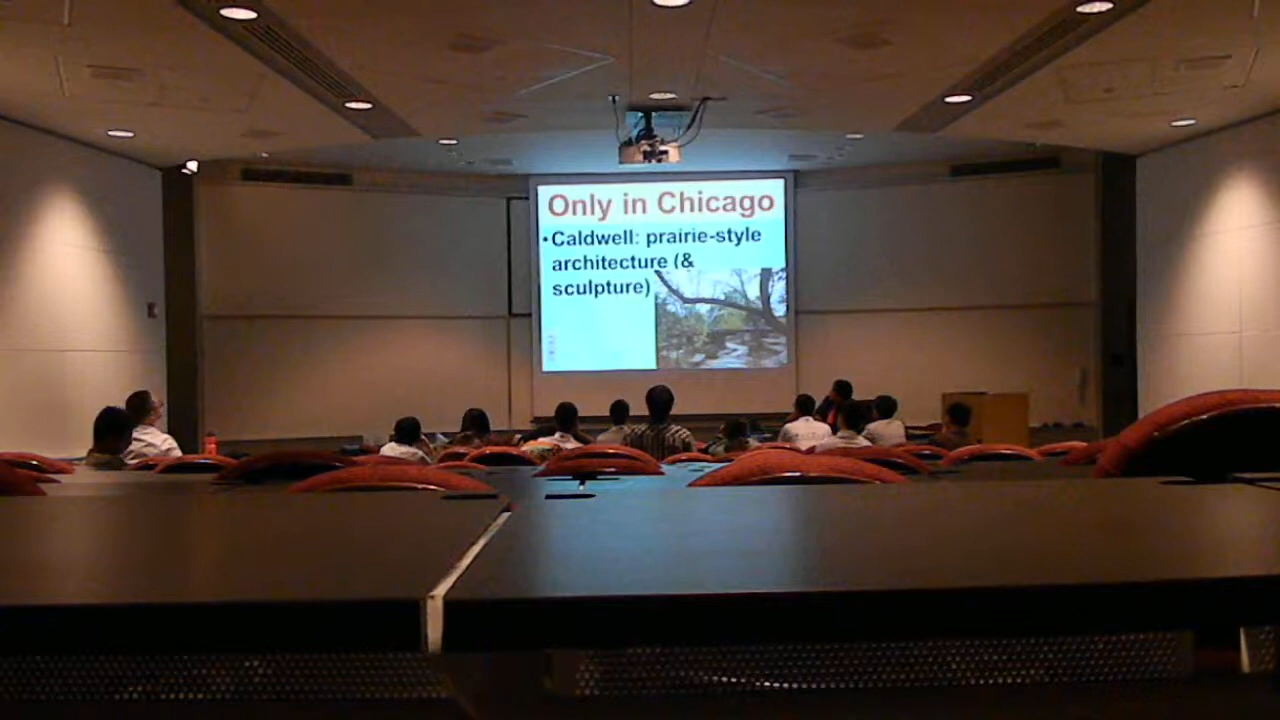 Only in Chicago
• Caldwell: prairie-style
architecture (&
sculpture)